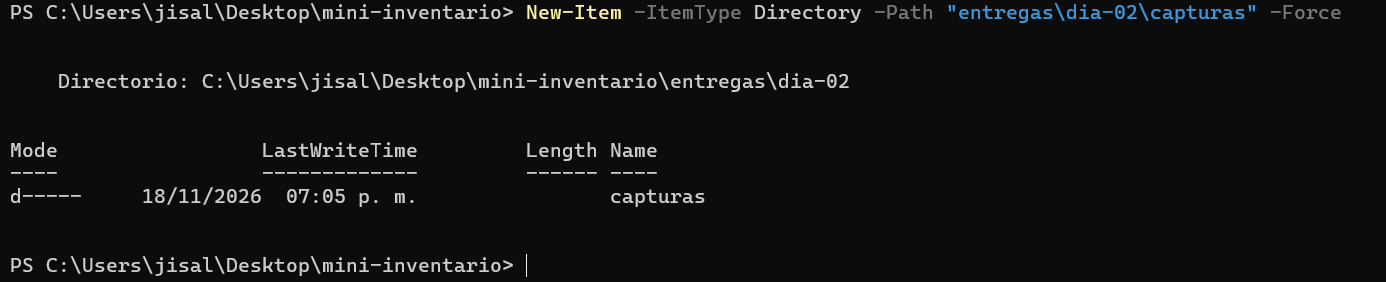 PS C:\Users\jisal\Desktop\mini-inventario> New-Item -ItemType Directory -Path "entregas\dia-02\capturas" -Force
Directorio: C:\Users\jisal\Desktop\mini-inventario\entregas\dia-02
Mode LastWriteTime Length Name
---- ------------- ------ ----
d----- 18/11/2026 07:05 p. m. capturas
PS C:\Users\jisal\Desktop\mini-inventario>